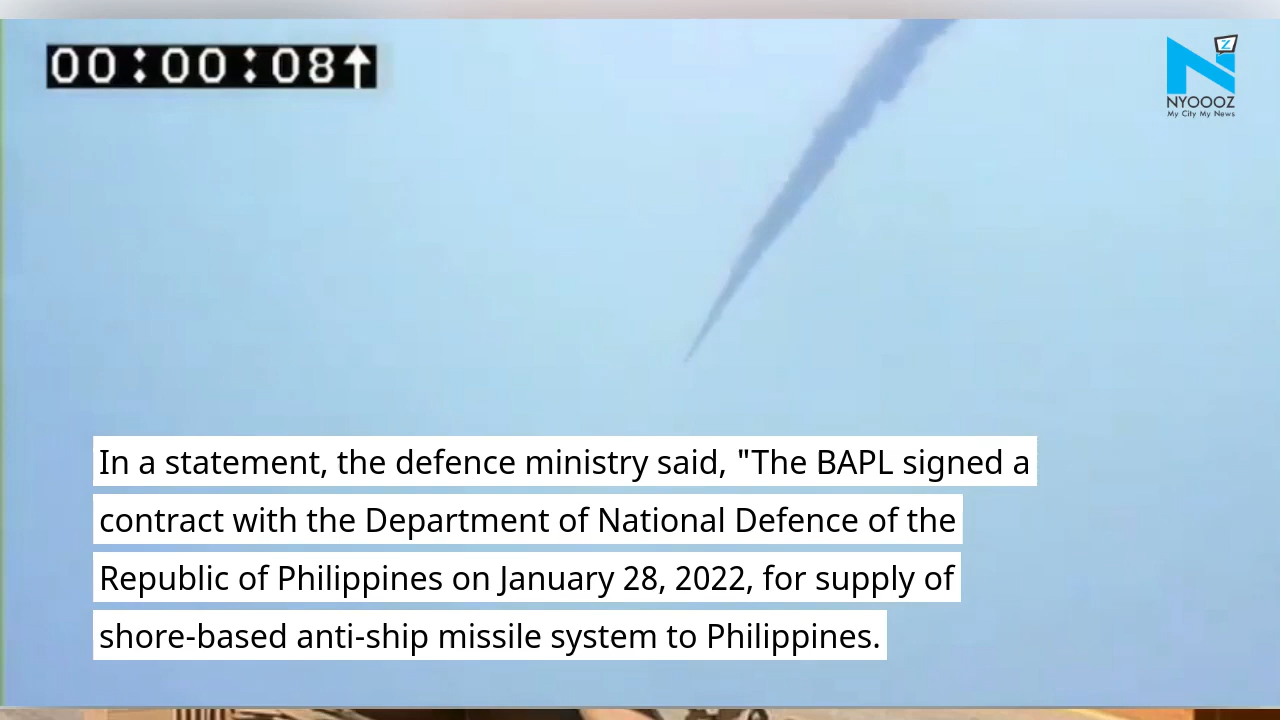 00:00:08↑
NYOOOZ
My City My News
In a statement, the defence ministry said, "The BAPL signed a
contract with the Department of National Defence of the
Republic of Philippines on January 28, 2022, for supply of
shore-based anti-ship missile system to Philippines.